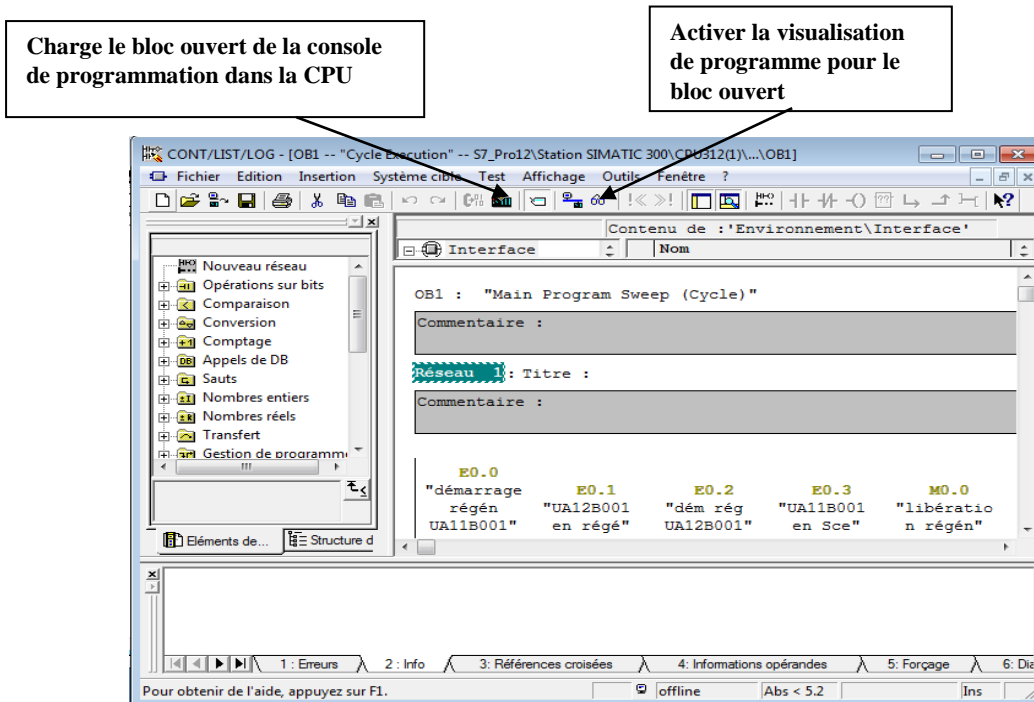 Charge le bloc ouvert de la console
de programmation dans la CPU
Activer la visualisation
de programme pour le
bloc ouvert
CONT/LIST/LOG - [OB1 -- "Cycle Execution" -- S7_Pro12\Station SIMATIC 300\CPU312(1)\...\OB1]
Fichier Edition Insertion Système cible Test Affichage Outils Fenêtre ?
Contenu de :'Environnement\Interface'
Interface Nom
Nouveau réseau
Opérations sur bits
Comparaison
Conversion
Comptage
Appels de DB
Sauts
Nombres entiers
Nombres réels
Transfert
Gestion de programme
Eléments de... Structure d
OB1 : "Main Program Sweep (Cycle)"
Commentaire :
Réseau 1: Titre :
Commentaire :
E0.0
"démarrage E0.1 E0.2 E0.3 M0.0
régén "UA12B001 "dém rég "UA11B001 "libératio
UA11B001" en régé" UA12B001" en Sce" n régén"
1 : Erreurs 2 : Info 3: Références croisées 4: Informations opérandes 5: Forçage 6: Dia
Pour obtenir de l'aide, appuyez sur F1. offline Abs < 5.2 Ins